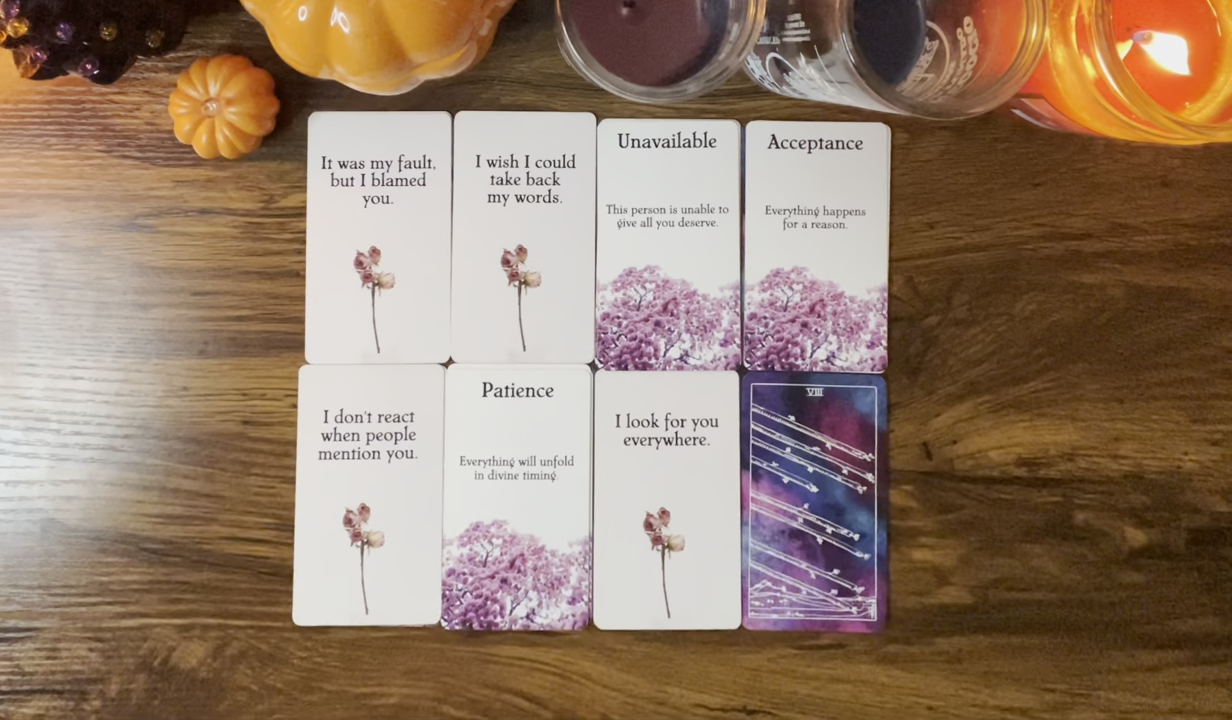 It was my fault,
but I blamed
you.
I wish I could
take back
my words.
Unavailable
This person is unable to
give all you deserve.
Acceptance
Everything happens
for a reason.
I don't react
when people
mention you.
Patience
Everything will unfold
in divine timing.
I look for you
everywhere.
VIII